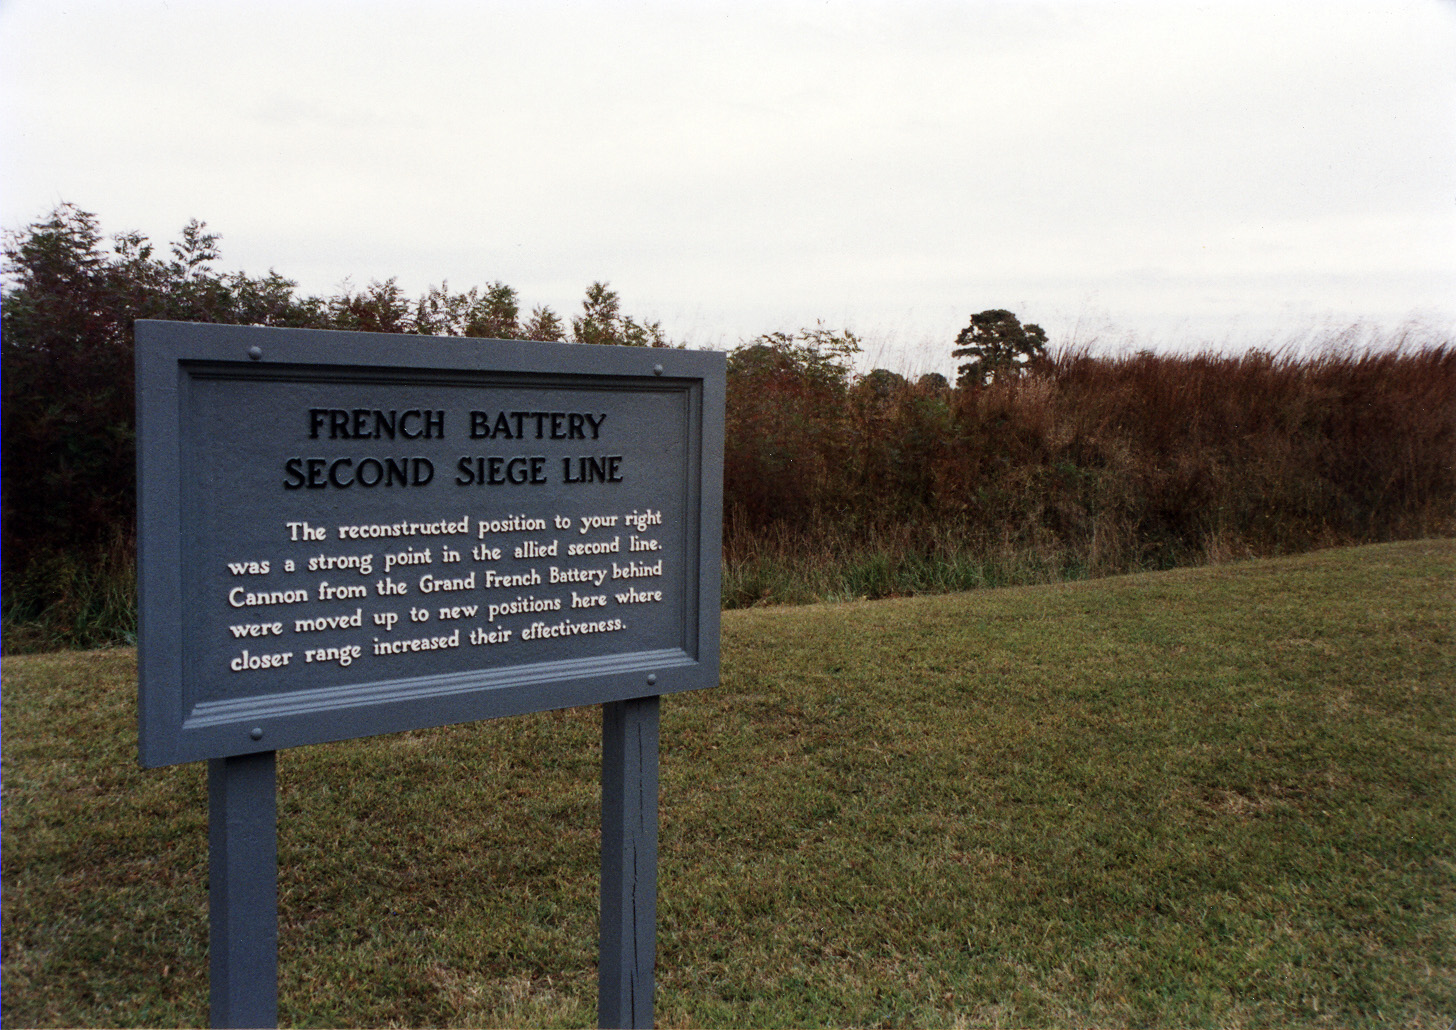 FRENCH BATTERY
SECOND SIEGE LINE
The reconstructed position to your right
was a strong point in the allied second line.
Cannon from the Grand French Battery behind
were moved up to new positions here where
closer range increased their effectiveness.